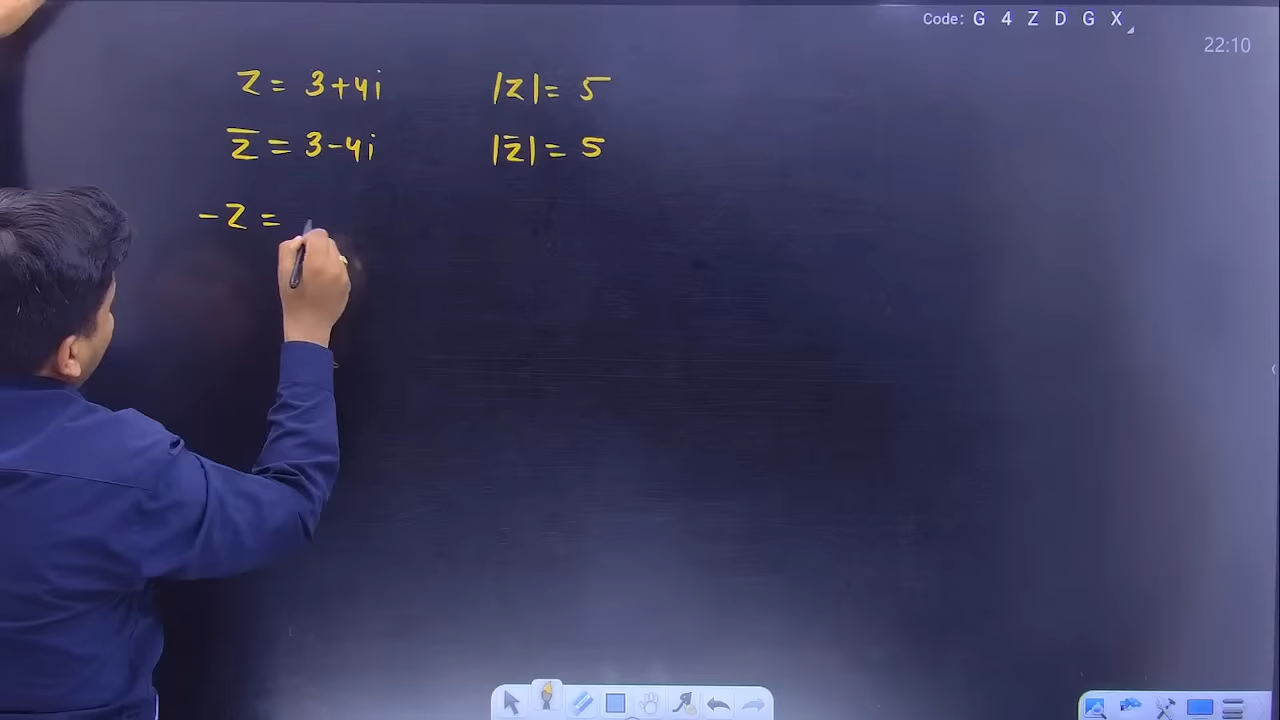 Code: G 4 Z D G X
22:10
z = 3+4i |z| = 5
z̅ = 3-4i |z̅| = 5
-z =